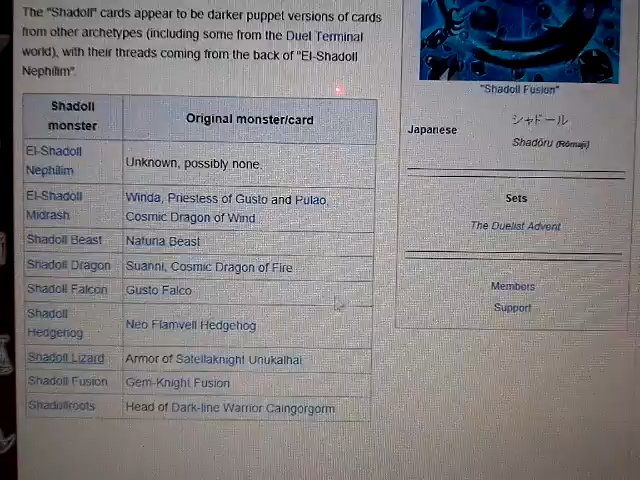 The "Shadoll" cards appear to be darker puppet versions of cards
from other archetypes (including some from the Duel Terminal
world), with their threads coming from the back of "El-Shadoll
Nephilim".
Shadoll monster Original monster/card
El-Shadoll Nephilim Unknown, possibly none.
El-Shadoll Midrash Winda, Priestess of Gusto and Pulao, Cosmic Dragon of Wind
Shadoll Beast Naturia Beast
Shadoll Dragon Suanni, Cosmic Dragon of Fire
Shadoll Falcon Gusto Falco
Shadoll Hedgehog Neo Flamvell Hedgehog
Shadoll Lizard Armor of Satellaknight Unukalhai
Shadoll Fusion Gem-Knight Fusion
Shadollroots Head of Dark-line Warrior Caingorgorm
"Shadoll Fusion"
Japanese
シャドール
Shadōru (Rōmaji)
Sets
The Duelist Advent
Members
Support